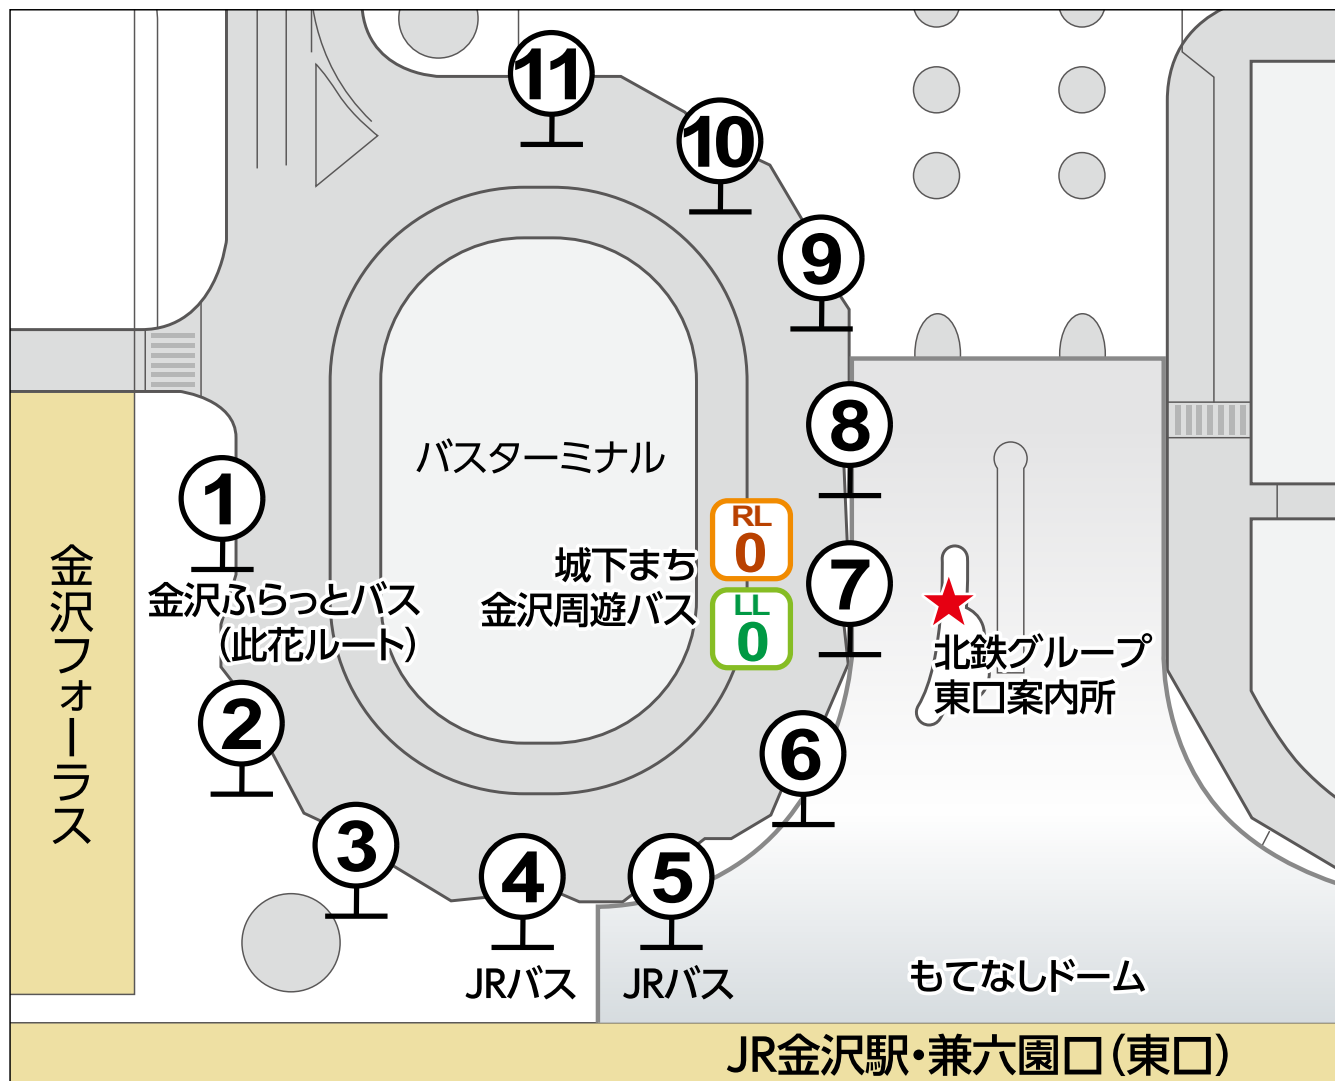 11
10
9
8
バスターミナル
1
RL
0
城下まち
金沢周遊バス
LL
0
7
金沢フォーラス
金沢ふらっとバス
（此花ルート）
北鉄グループ
東口案内所
2
6
3
4
5
JRバス
JRバス
もてなしドーム
JR金沢駅・兼六園口（東口）